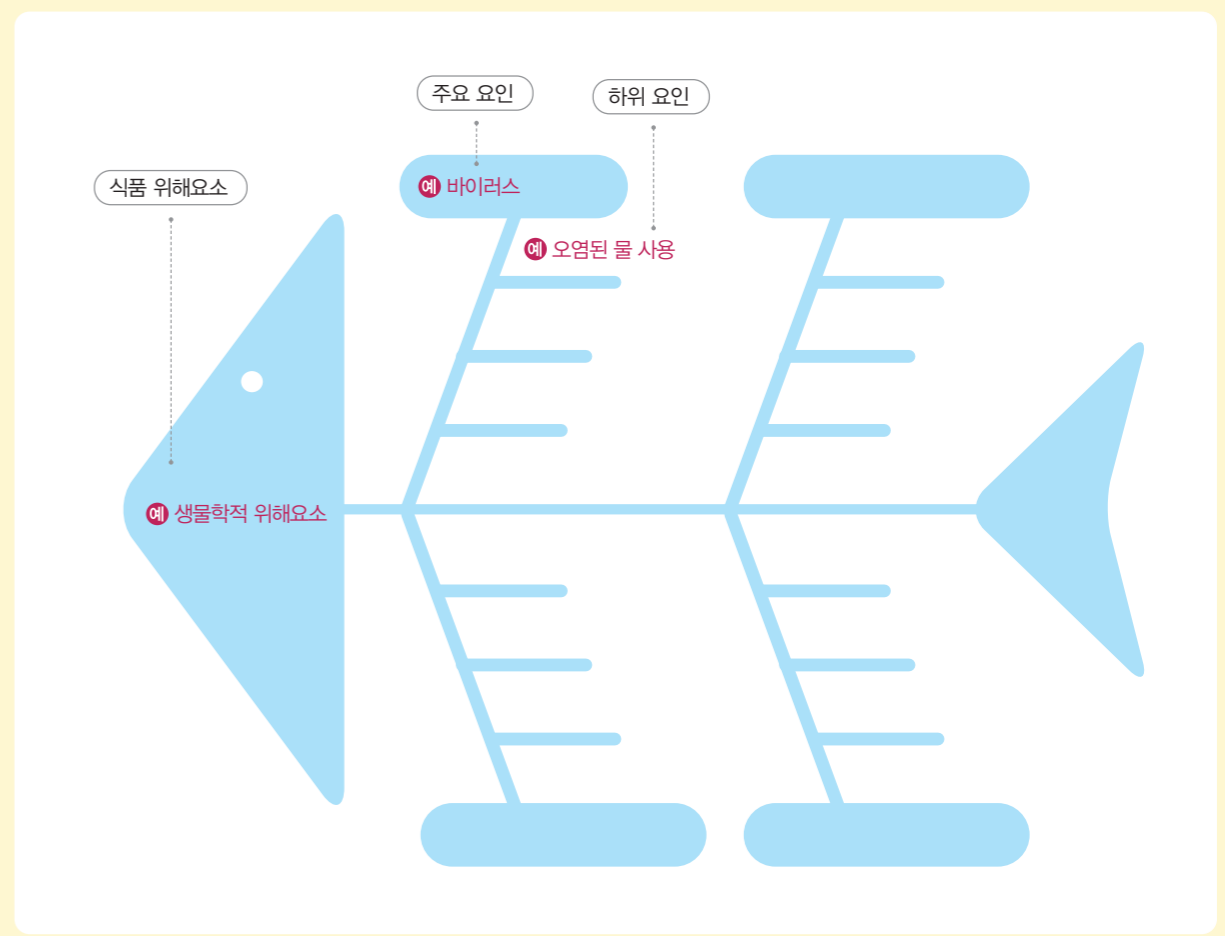 주요 요인
하위 요인
식품 위해요소
예 바이러스
예 오염된 물 사용
예 생물학적 위해요소